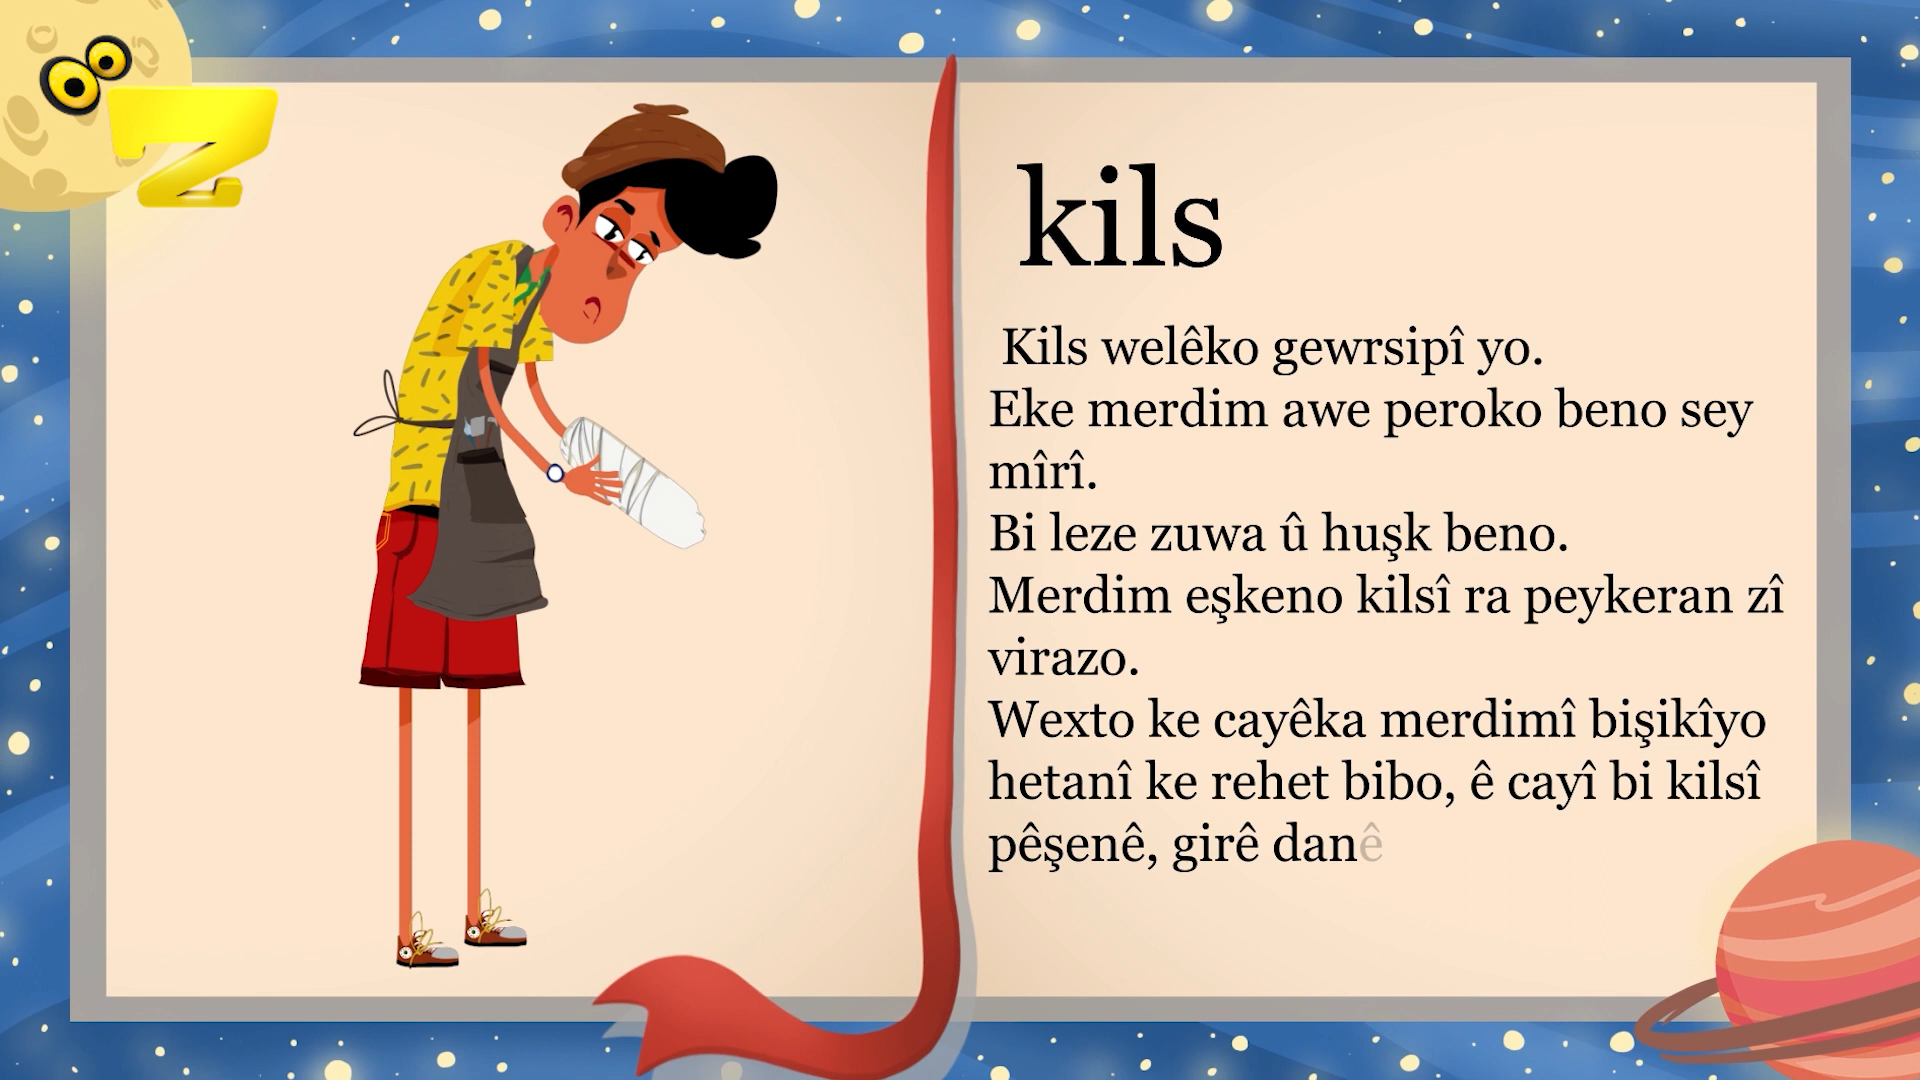 Z
kils
Kils welêko gewrsipî yo.
Eke merdim awe peroko beno sey
mîrî.
Bi leze zuwa û huşk beno.
Merdim eşkeno kilsî ra peykeran zî
virazo.
Wexto ke cayêka merdimî bişikîyo
hetanî ke rehet bibo, ê cayî bi kilsî
pêşenê, girê danê